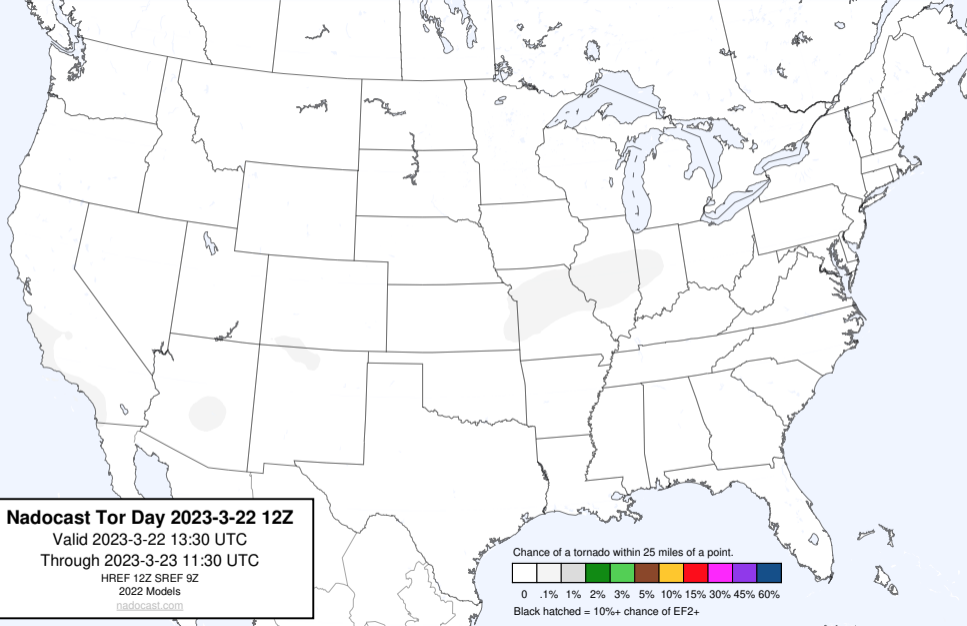 Nadocast Tor Day 2023-3-22 12Z
Valid 2023-3-22 13:30 UTC
Through 2023-3-23 11:30 UTC
HREF 12Z SREF 9Z
2022 Models
nadocast.com
Chance of a tornado within 25 miles of a point.
0 .1% 1% 2% 3% 5% 10% 15% 30% 45% 60%
Black hatched = 10%+ chance of EF2+